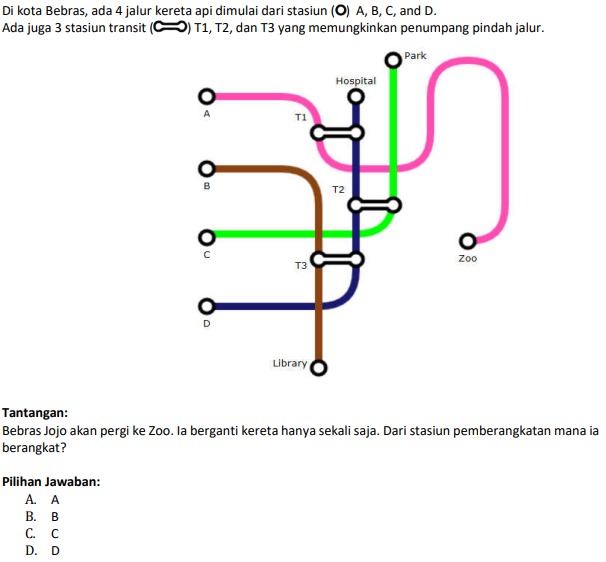 Di kota Bebras, ada 4 jalur kereta api dimulai dari stasiun (O) A, B, C, and D.
Ada juga 3 stasiun transit () T1, T2, dan T3 yang memungkinkan penumpang pindah jalur.
Park
Hospital
A
T1
B
T2
C
T3
Zoo
D
Library
Tantangan:
Bebras Jojo akan pergi ke Zoo. Ia berganti kereta hanya sekali saja. Dari stasiun pemberangkatan mana ia
berangkat?
Pilihan Jawaban:
A. A
B. B
C. C
D. D